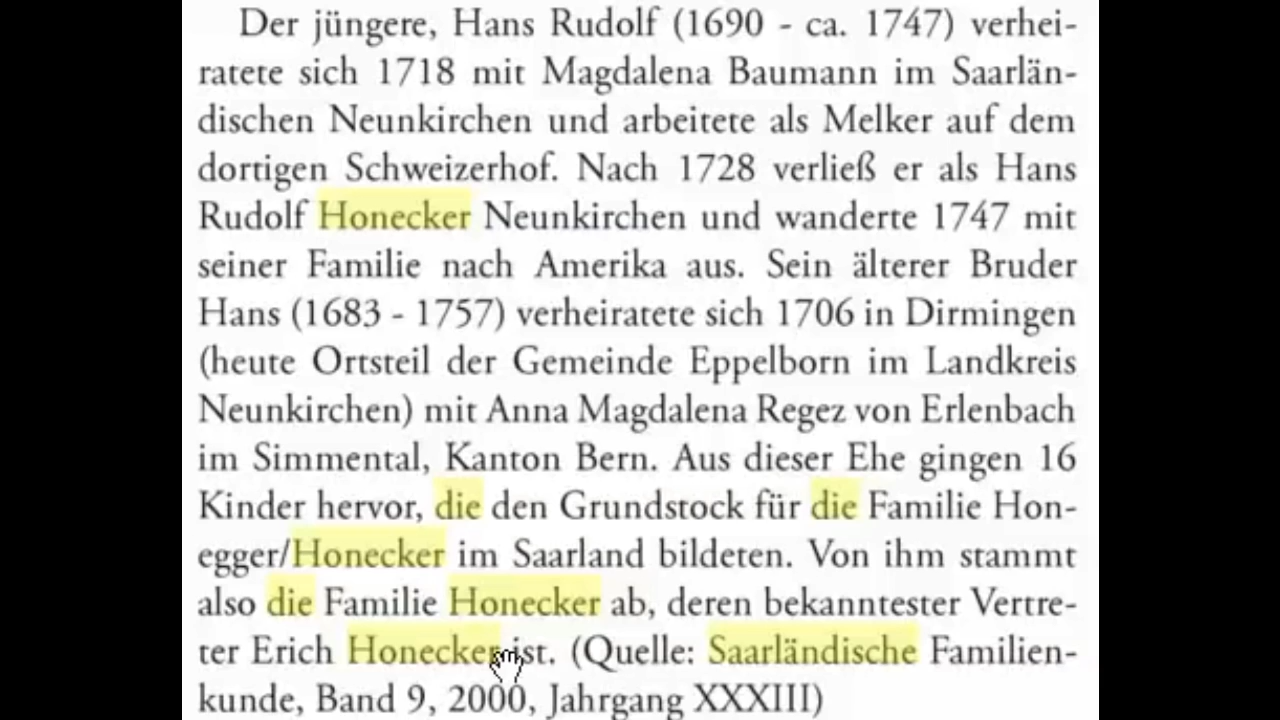 Der jüngere, Hans Rudolf (1690 - ca. 1747) verhei-
ratete sich 1718 mit Magdalena Baumann im Saarlän-
dischen Neunkirchen und arbeitete als Melker auf dem
dortigen Schweizerhof. Nach 1728 verließ er als Hans
Rudolf Honecker Neunkirchen und wanderte 1747 mit
seiner Familie nach Amerika aus. Sein älterer Bruder
Hans (1683 - 1757) verheiratete sich 1706 in Dirmingen
(heute Ortsteil der Gemeinde Eppelborn im Landkreis
Neunkirchen) mit Anna Magdalena Regez von Erlenbach
im Simmental, Kanton Bern. Aus dieser Ehe gingen 16
Kinder hervor, die den Grundstock für die Familie Hon-
egger/Honecker im Saarland bildeten. Von ihm stammt
also die Familie Honecker ab, deren bekanntester Vertre-
ter Erich Honecker ist. (Quelle: Saarländische Familien-
kunde, Band 9, 2000, Jahrgang XXXIII)